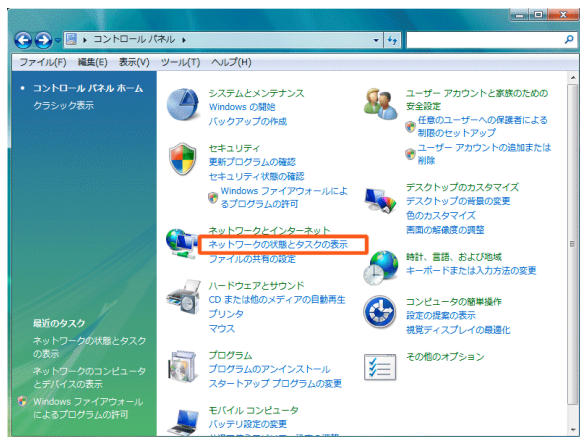 コントロール パネル
ファイル(F) 編集(E) 表示(V) ツール(T) ヘルプ(H)
コントロール パネル ホーム
クラシック表示
最近のタスク
ネットワークの状態とタスク
の表示
ネットワークのコンピュータ
とデバイスの表示
Windows ファイアウォール
によるプログラムの許可
システムとメンテナンス
Windows の開始
バックアップの作成
セキュリティ
更新プログラムの確認
セキュリティ状態の確認
Windows ファイアウォールによ
るプログラムの許可
ネットワークとインターネット
ネットワークの状態とタスクの表示
ファイルの共有の設定
ハードウェアとサウンド
CD または他のメディアの自動再生
プリンタ
マウス
プログラム
プログラムのアンインストール
スタートアップ プログラムの変更
モバイル コンピュータ
バッテリ設定の変更
ユーザー アカウントと家族のための
安全設定
任意のユーザーへの保護者による
制限のセットアップ
ユーザー アカウントの追加または
削除
デスクトップのカスタマイズ
デスクトップの背景の変更
色のカスタマイズ
画面の解像度の調整
時計、言語、および地域
キーボードまたは入力方法の変更
コンピュータの簡単操作
設定の提案の表示
視覚ディスプレイの最適化
その他のオプション